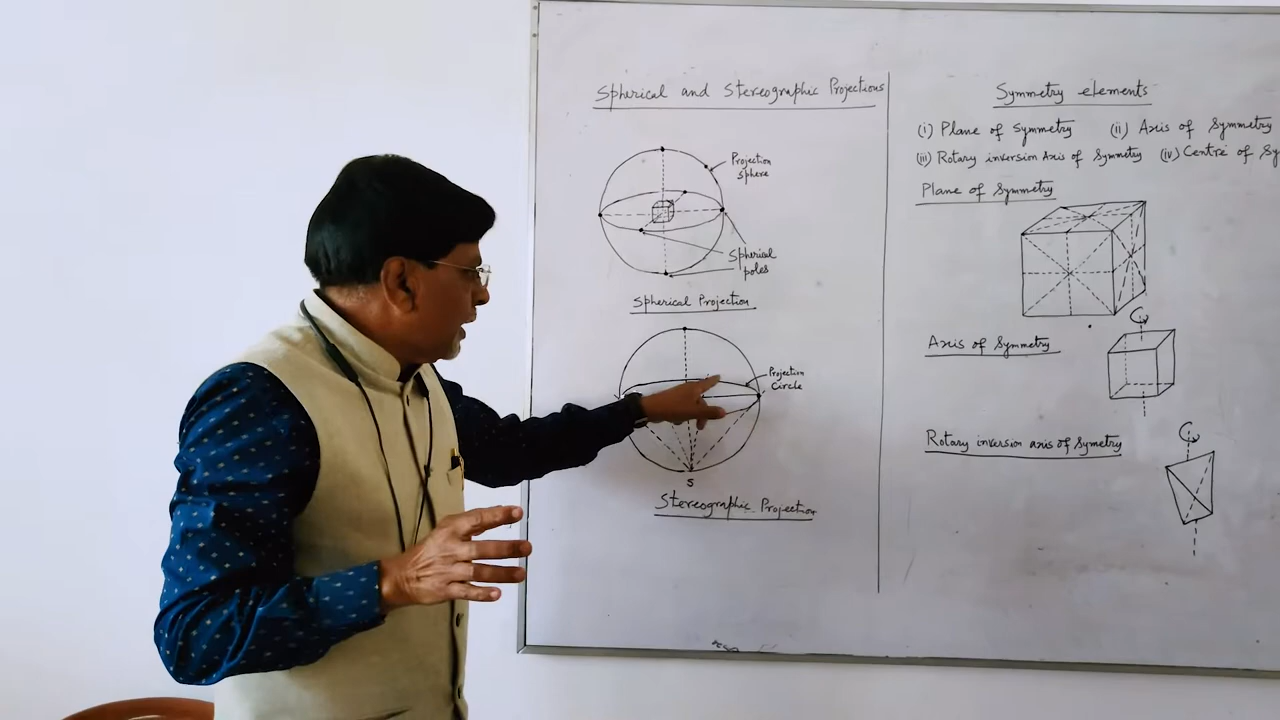 Spherical and Stereographic Projections
Projection
sphere
Spherical
poles
Spherical Projection
Projection
Circle
S
Stereographic Projection
Symmetry elements
(i) Plane of Symmetry (ii) Axis of Symmetry
(iii) Rotary inversion Axis of Symmetry (iv) Centre of Sy
Plane of Symmetry
Axis of Symmetry
Rotary inversion axis of Symetry